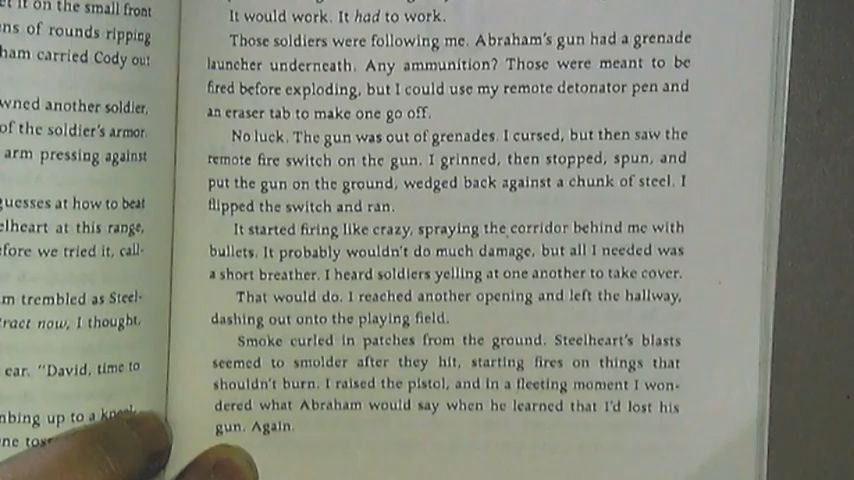 et it on the small front
ns of rounds ripping
ham carried Cody out
wned another soldier,
of the soldier's armor.
arm pressing against
guesses at how to beat
elheart at this range,
fore we tried it, call-
m trembled as Steel-
tract now, I thought,
ear. "David, time to
nbing up to a
ne
It would work. It had to work.
Those soldiers were following me. Abraham's gun had a grenade
launcher underneath. Any ammunition? Those were meant to be
fired before exploding, but I could use my remote detonator pen and
an eraser tab to make one go off.
No luck. The gun was out of grenades. I cursed, but then saw the
remote fire switch on the gun. I grinned, then stopped, spun, and
put the gun on the ground, wedged back against a chunk of steel. I
flipped the switch and ran.
It started firing like crazy, spraying the corridor behind me with
bullets. It probably wouldn't do much damage, but all I needed was
a short breather. I heard soldiers yelling at one another to take cover.
That would do. I reached another opening and left the hallway,
dashing out onto the playing field.
Smoke curled in patches from the ground. Steelheart's blasts
seemed to smolder after they hit, starting fires on things that
shouldn't burn. I raised the pistol, and in a fleeting moment I won-
dered what Abraham would say when he learned that I'd lost his
gun. Again.